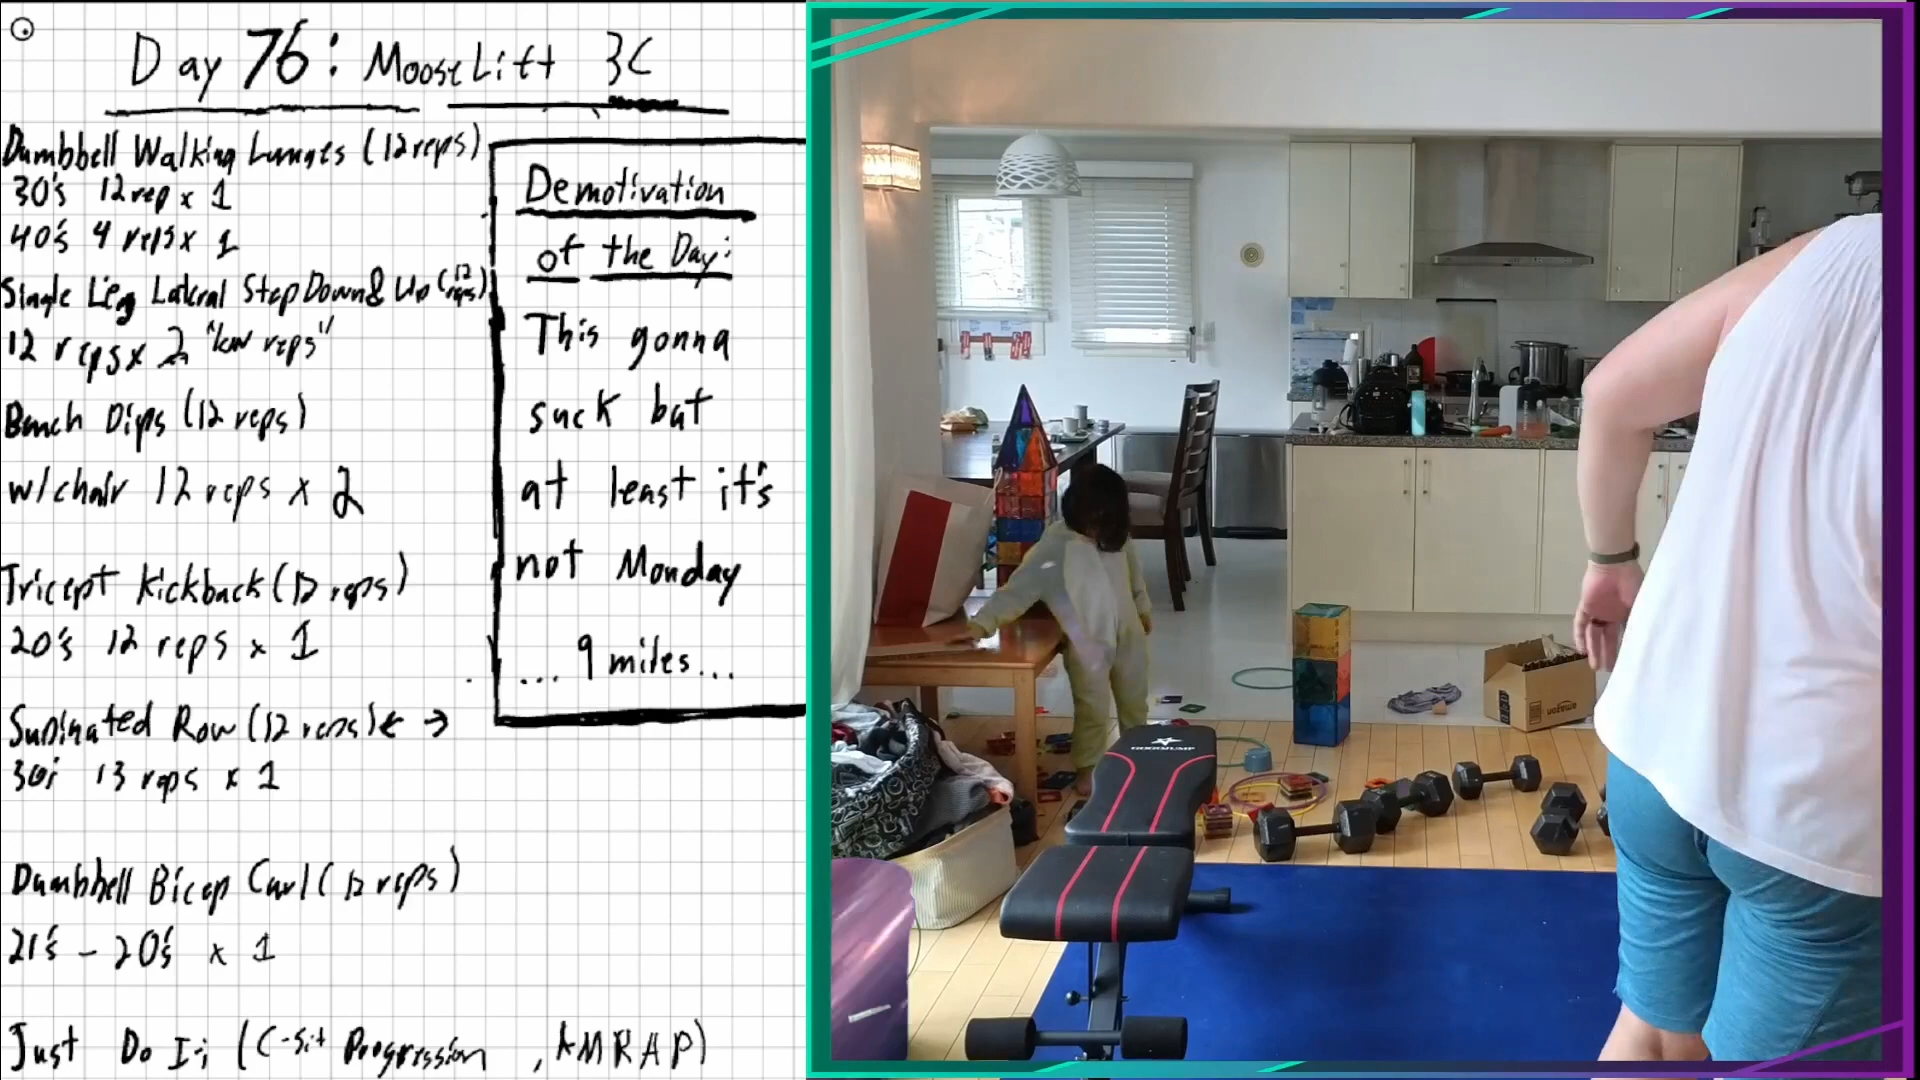 Day 76: MooseLift 3C
Dumbbell Walking Lunges (12 reps)
30's 12 rep x 1
40's 4 reps x 1
Single Leg Lateral Step Down & Up (12 reps)
12 reps x 2 "low reps"
Bench Dips (12 reps)
w/chair 12 reps x 2
Tricept Kickback (12 reps)
20's 12 reps x 1
Supinated Row (12 reps) ← →
30's 13 reps x 1
Dumbbell Bicep Curl (12 reps)
21's - 20's x 1
Just Do It; (C-Sit Progression, AMRAP)
Demotivation
of the Day:
This gonna
suck but
at least it's
not Monday
... 9 miles...
amazon